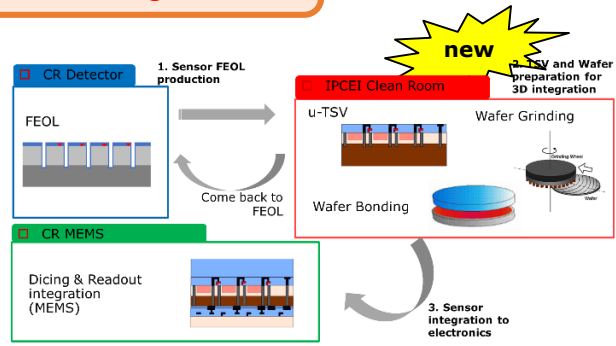 new
CR Detector
1. Sensor FEOL
production
IPCEI Clean Room
2. TSV and Wafer
preparation for
3D integration
FEOL
u-TSV
Wafer Grinding
Grinding Wheel
Wafer
Come back to
FEOL
Wafer Bonding
CR MEMS
Dicing & Readout
integration
(MEMS)
3. Sensor
integration to
electronics